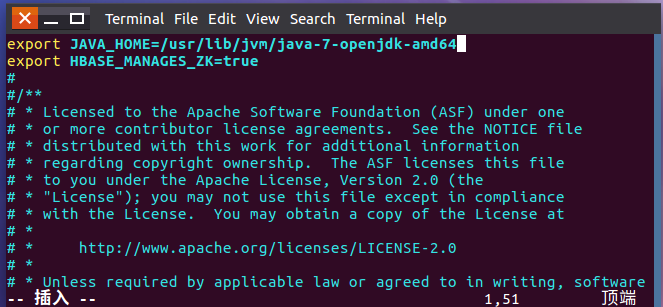 Terminal File Edit View Search Terminal Help
export JAVA_HOME=/usr/lib/jvm/java-7-openjdk-amd64
export HBASE_MANAGES_ZK=true
#
#/**
# * Licensed to the Apache Software Foundation (ASF) under one
# * or more contributor license agreements.  See the NOTICE file
# * distributed with this work for additional information
# * regarding copyright ownership.  The ASF licenses this file
# * to you under the Apache License, Version 2.0 (the
# * "License"); you may not use this file except in compliance
# * with the License.  You may obtain a copy of the License at
# *
# *     http://www.apache.org/licenses/LICENSE-2.0
# *
# * Unless required by applicable law or agreed to in writing, software
-- 插入 -- 1,51 顶端